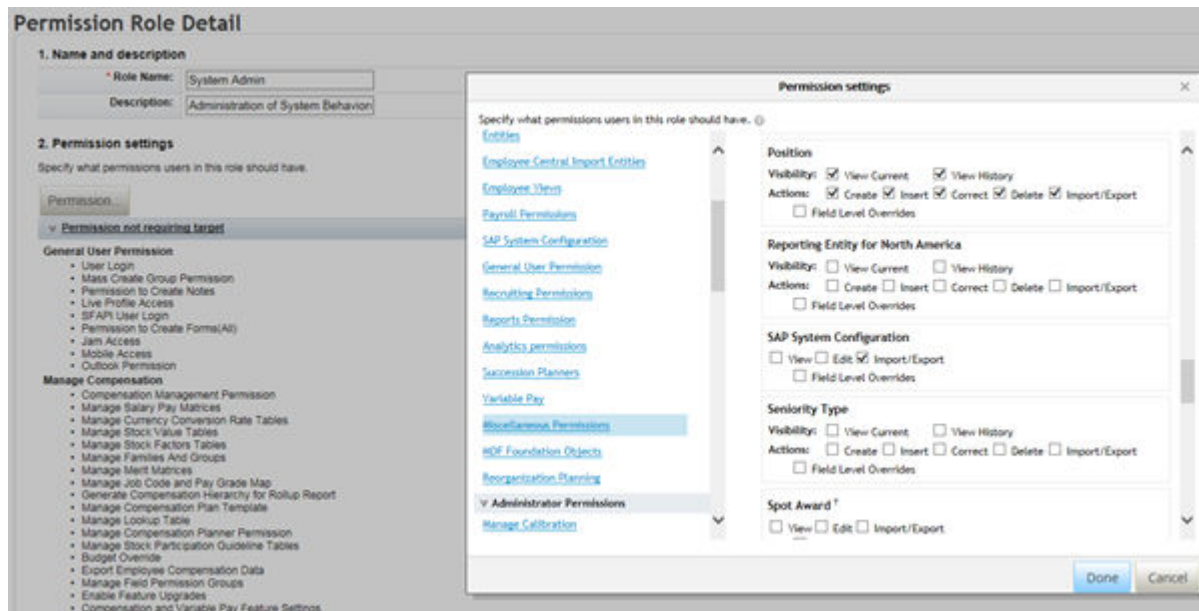 Permission Role Detail
1. Name and description
* Role Name: System Admin
Description: Administration of System Behavior
2. Permission settings
Specify what permissions users in this role should have.
Permission...
Permission not requiring target
General User Permission
• User Login
• Mass Create Group Permission
• Permission to Create Notes
• Live Profile Access
• SFAPI User Login
• Permission to Create Forms(All)
• Jam Access
• Mobile Access
• Outlook Permission
Manage Compensation
• Compensation Management Permission
• Manage Salary Pay Matrices
• Manage Currency Conversion Rate Tables
• Manage Stock Value Tables
• Manage Stock Factors Tables
• Manage Families And Groups
• Manage Merit Matrices
• Manage Job Code and Pay Grade Map
• Generate Compensation Hierarchy for Rollup Report
• Manage Compensation Plan Template
• Manage Lookup Table
• Manage Compensation Planner Permission
• Manage Stock Participation Guideline Tables
• Budget Override
• Export Employee Compensation Data
• Manage Field Permission Groups
• Enable Feature Upgrades
• Compensation and Variable Pay Feature Settings
Permission settings
Specify what permissions users in this role should have.
Entities
Employee Central Import Entities
Employee Views
Payroll Permissions
SAP System Configuration
General User Permission
Recruiting Permissions
Reports Permission
Analytics permissions
Succession Planners
Variable Pay
Miscellaneous Permissions
MDF Foundation Objects
Reorganization Planning
Administrator Permissions
Manage Calibration
Position
Visibility: View Current View History
Actions: Create Insert Correct Delete Import/Export
Field Level Overrides
Reporting Entity for North America
Visibility: View Current View History
Actions: Create Insert Correct Delete Import/Export
Field Level Overrides
SAP System Configuration
View Edit Import/Export
Field Level Overrides
Seniority Type
Visibility: View Current View History
Actions: Create Insert Correct Delete Import/Export
Field Level Overrides
Spot Award †
View Edit Import/Export
Done Cancel